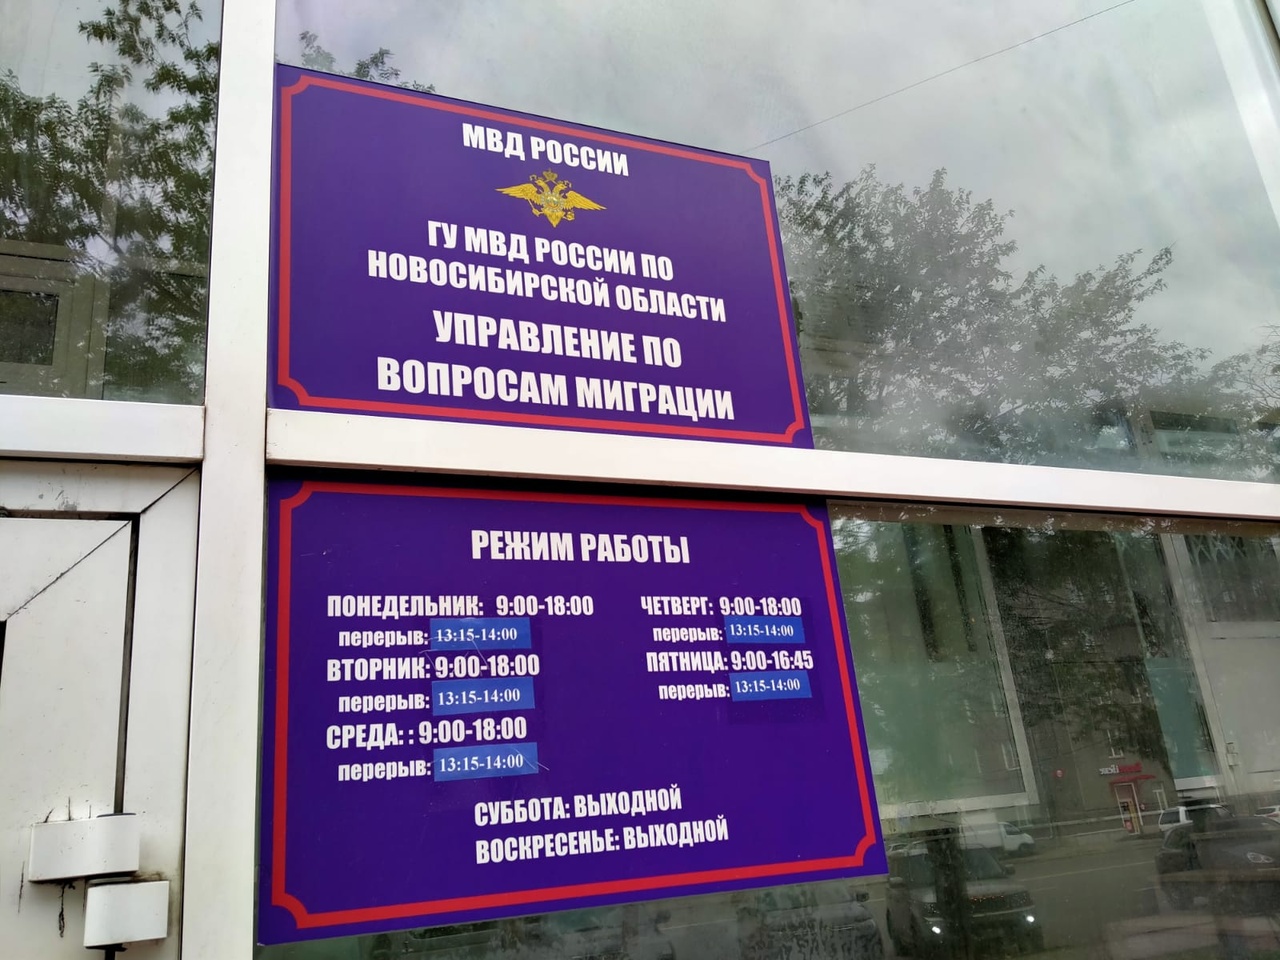 МВД РОССИИ
ГУ МВД РОССИИ ПО
НОВОСИБИРСКОЙ ОБЛАСТИ
УПРАВЛЕНИЕ ПО
ВОПРОСАМ МИГРАЦИИ
РЕЖИМ РАБОТЫ
ПОНЕДЕЛЬНИК: 9:00-18:00
перерыв: 13:15-14:00
ВТОРНИК: 9:00-18:00
перерыв: 13:15-14:00
СРЕДА: : 9:00-18:00
перерыв: 13:15-14:00
ЧЕТВЕРГ: 9:00-18:00
перерыв: 13:15-14:00
ПЯТНИЦА: 9:00-16:45
перерыв: 13:15-14:00
СУББОТА: ВЫХОДНОЙ
ВОСКРЕСЕНЬЕ: ВЫХОДНОЙ